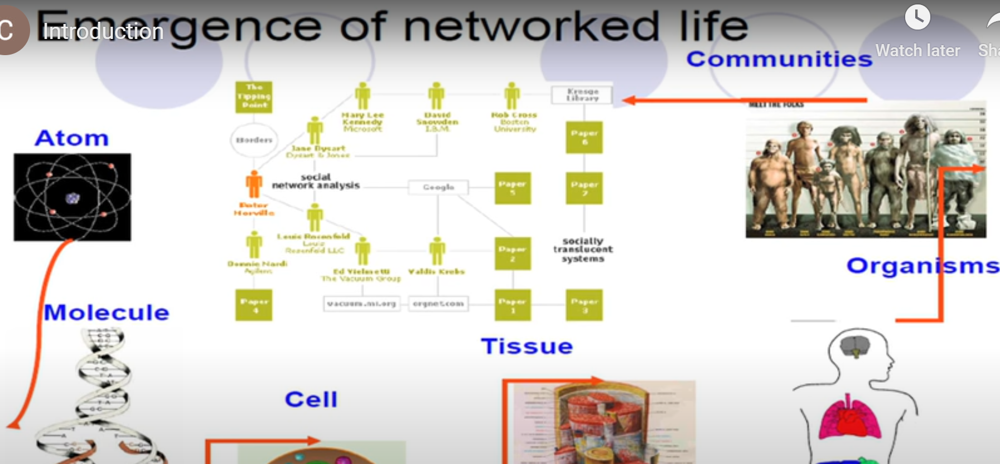 Emergence of networked life
C
Introduction
Watch later
Communities
The
Tipping
Point
Borders
Mary Lee
Kennedy
Microsoft
David
Snowden
I.B.M.
Rob Cross
Boston
University
Kresge
Library
Jane Dysart
Dysart & Jones
Paper
6
MEET THE FOLKS
Atom
social
network analysis
Google
Paper
5
Paper
7
Peter
Morville
Louis Rosenfeld
Louis
Rosenfeld LLC
Paper
2
socially
translucent
systems
Bonnie Nardi
Agilent
Ed Vielmetti
The Vacuum Group
Valdis Krebs
Organisms
Paper
4
vacuum.mi.org
orgnet.com
Paper
1
Paper
3
Molecule
Tissue
Cell